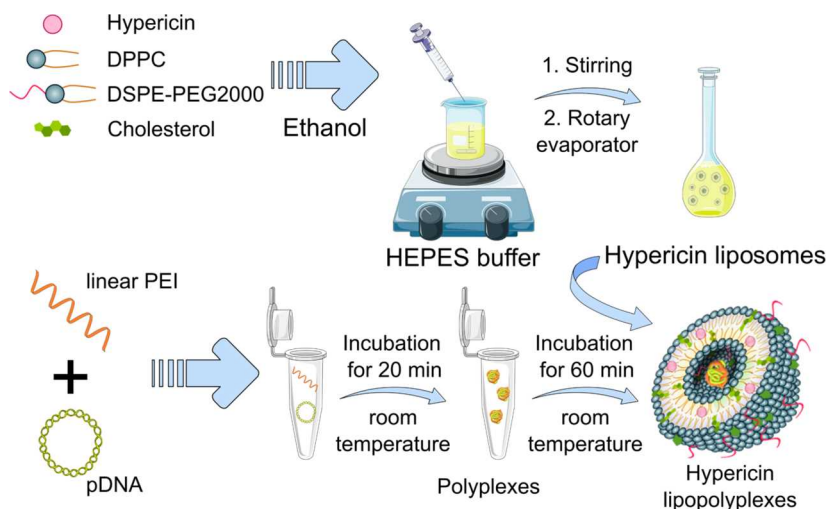 Hypericin
DPPC
DSPE-PEG2000
Cholesterol
Ethanol
HEPES buffer
1. Stirring
2. Rotary
evaporator
Hypericin liposomes
linear PEI
+
pDNA
Incubation
for 20 min
room
temperature
Polyplexes
Incubation
for 60 min
room
temperature
Hypericin
lipopolyplexes